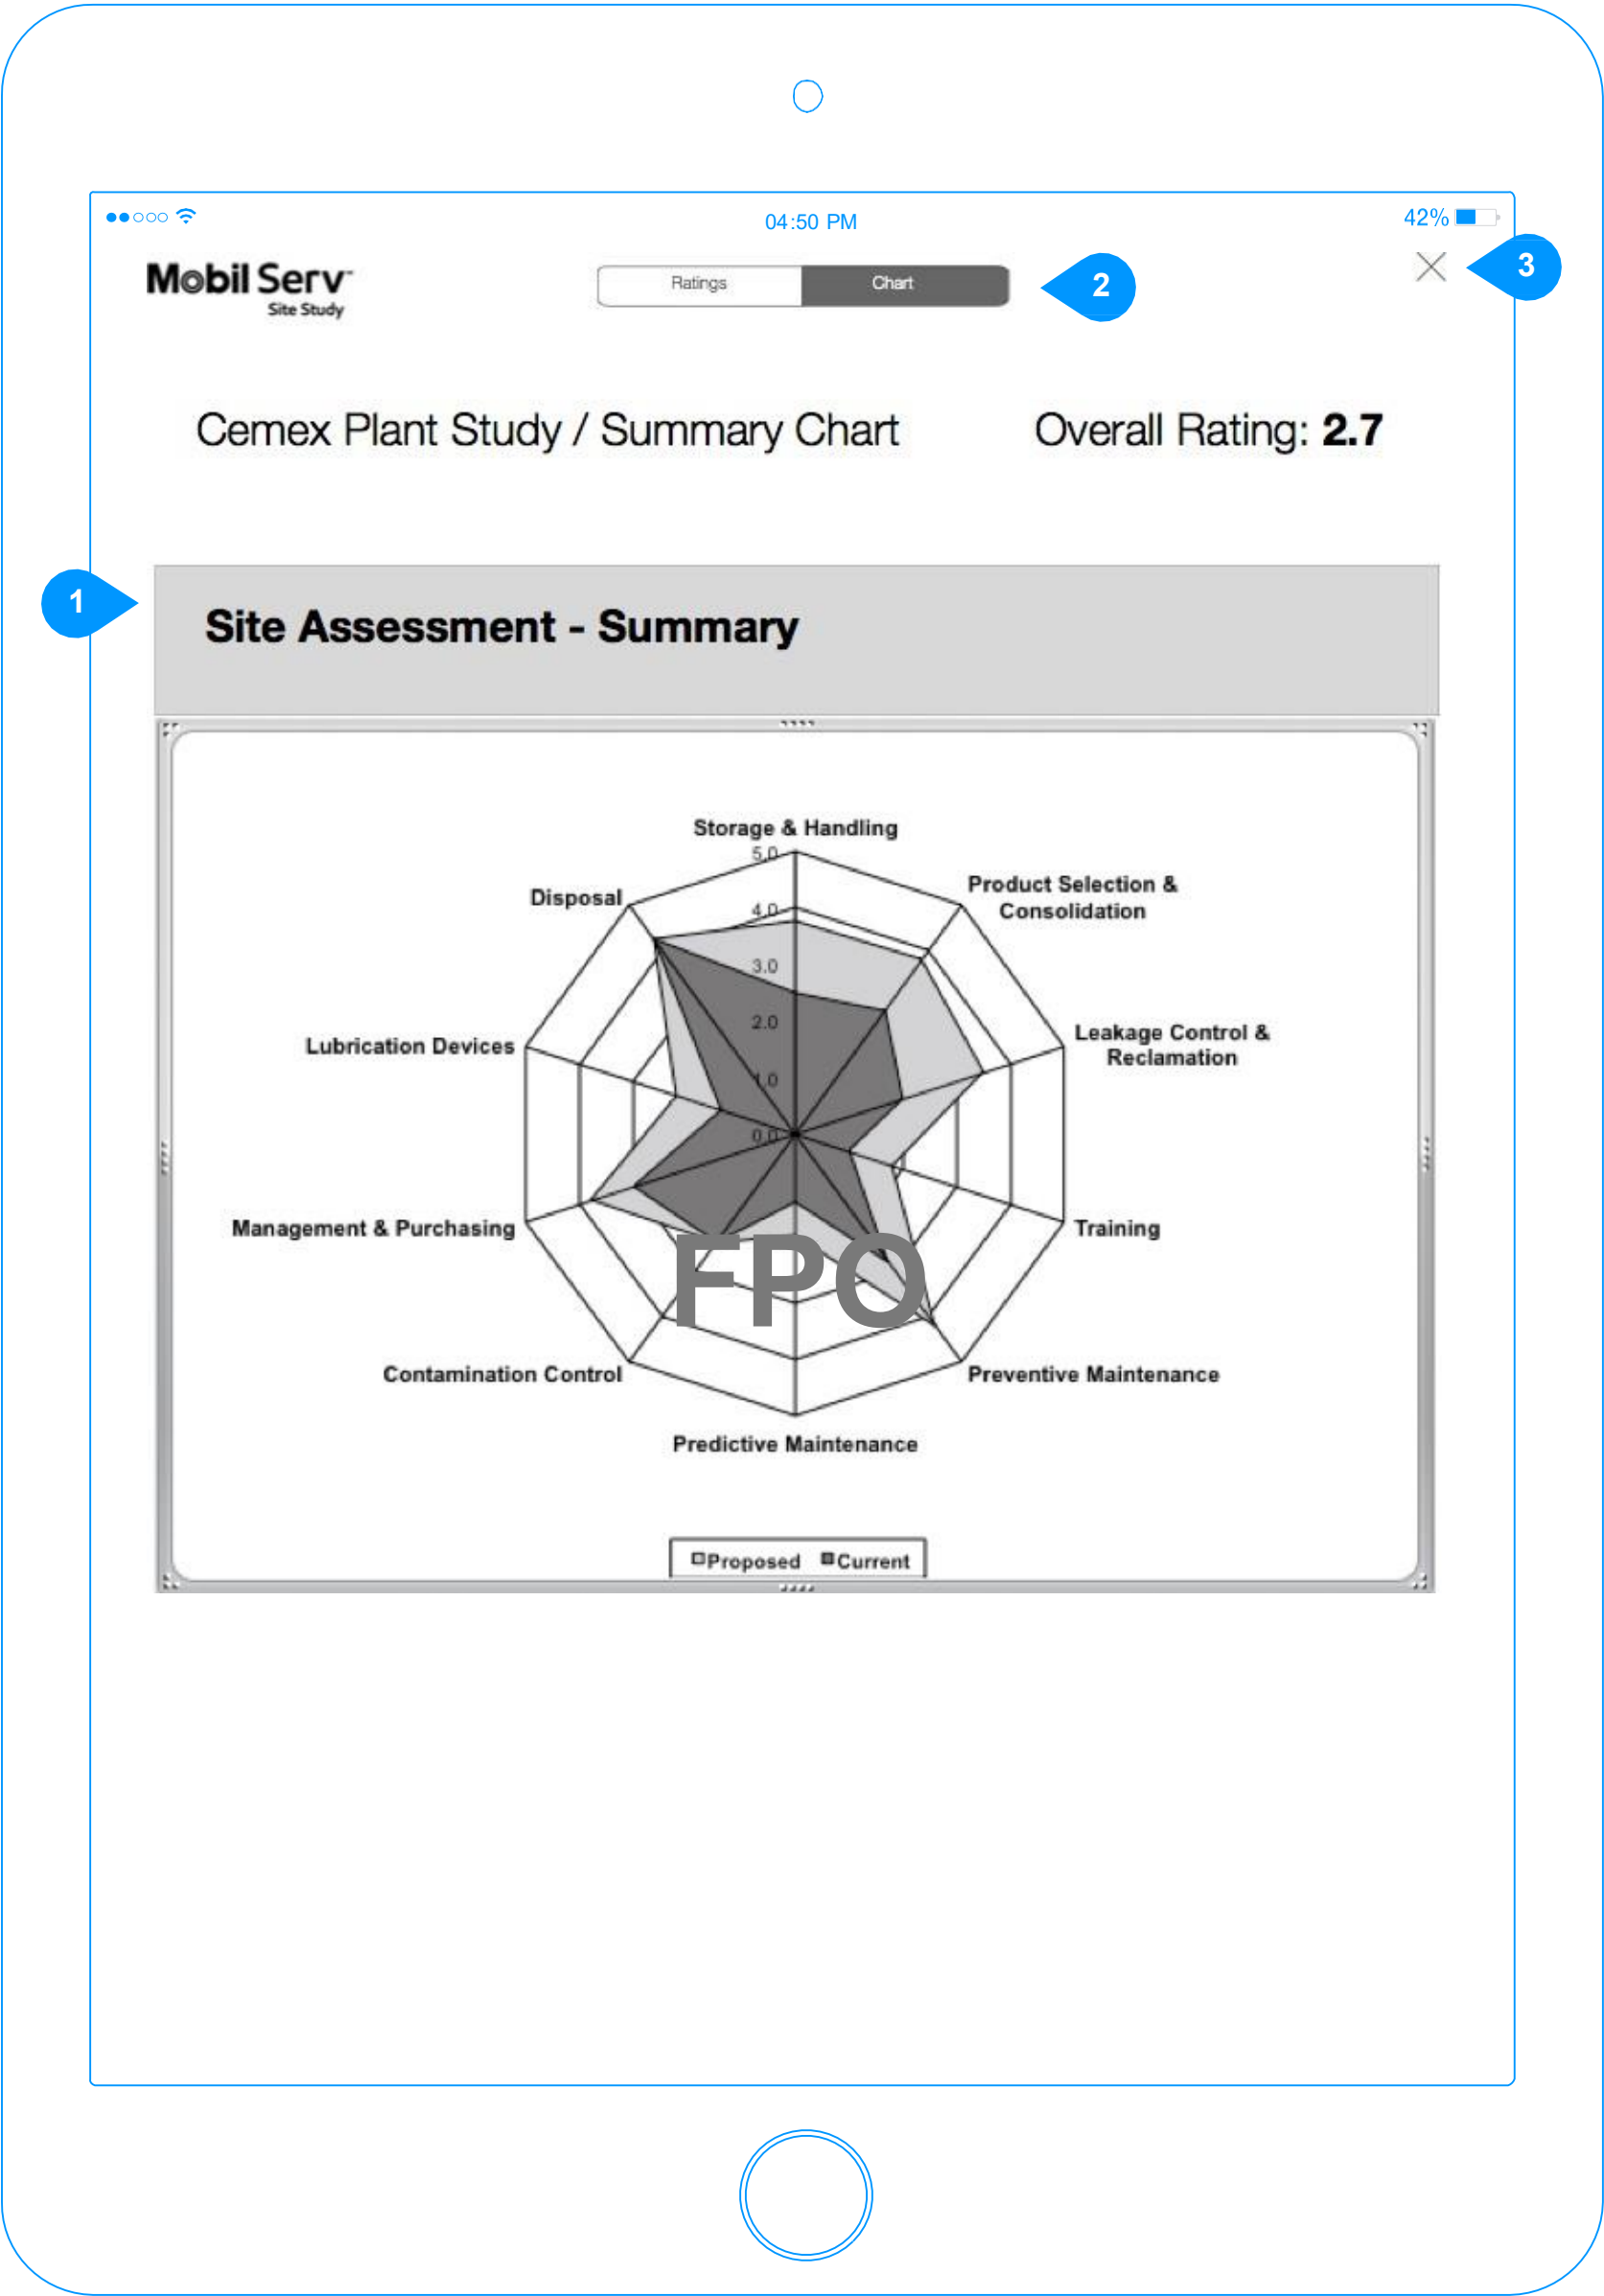 04:50 PM
42%
Mobil Serv™
Site Study
Ratings
Chart
2
3
Cemex Plant Study / Summary Chart
Overall Rating: 2.7
1
Site Assessment - Summary
Storage & Handling
5.0
Product Selection &
Consolidation
Disposal
4.0
3.0
Leakage Control &
Reclamation
Lubrication Devices
2.0
1.0
0.0
Management & Purchasing
Training
FPO
Contamination Control
Preventive Maintenance
Predictive Maintenance
Proposed
Current